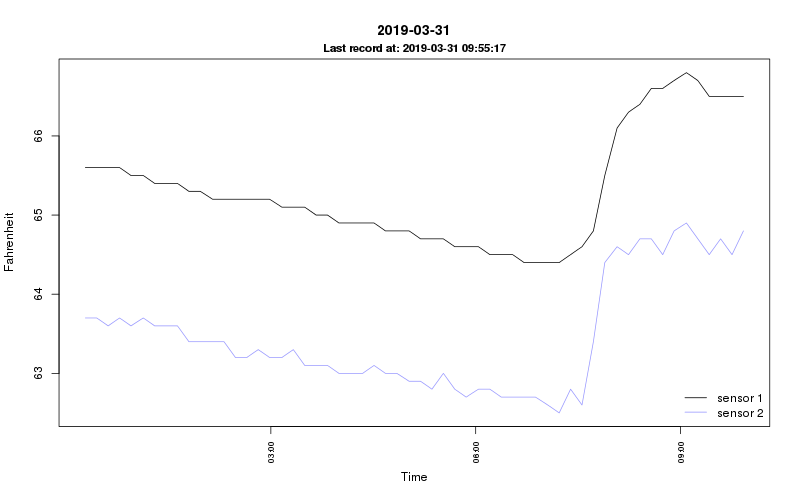 2019-03-31
Last record at: 2019-03-31 09:55:17
Fahrenheit
66
65
64
63
sensor 1
sensor 2
03:00
06:00
09:00
Time